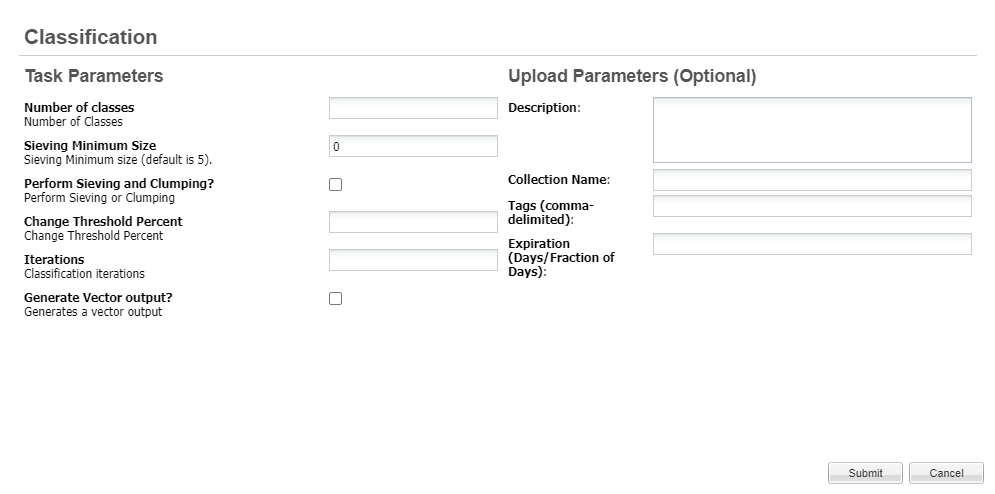 Classification
Task Parameters
Number of classes
Number of Classes
Sieving Minimum Size
0
Sieving Minimum size (default is 5).
Perform Sieving and Clumping?
Perform Sieving or Clumping
Change Threshold Percent
Change Threshold Percent
Iterations
Classification iterations
Generate Vector output?
Generates a vector output
Upload Parameters (Optional)
Description:
Collection Name:
Tags (comma-
delimited):
Expiration
(Days/Fraction of
Days):
Submit
Cancel